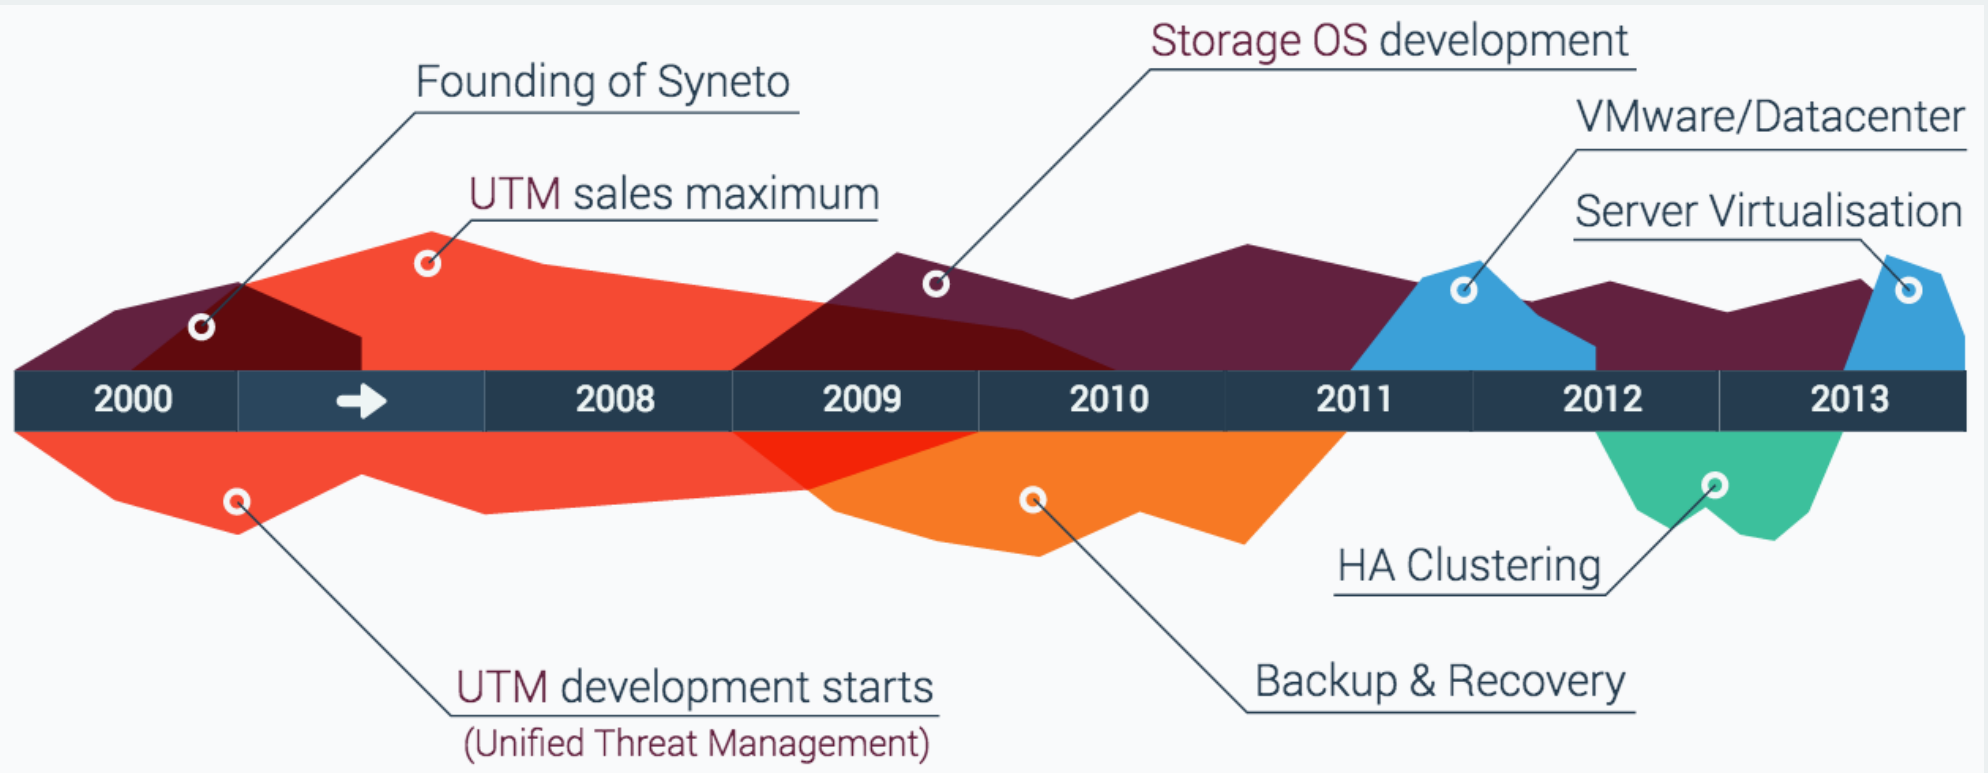 Storage OS development
Founding of Syneto
VMware/Datacenter
UTM sales maximum
Server Virtualisation
2000 2008 2009 2010 2011 2012 2013
HA Clustering
UTM development starts
(Unified Threat Management)
Backup & Recovery